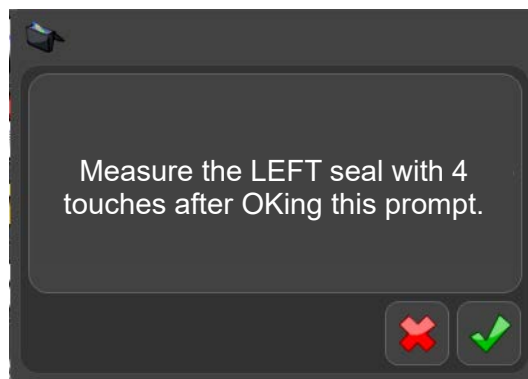 Measure the LEFT seal with 4
touches after OKing this prompt.